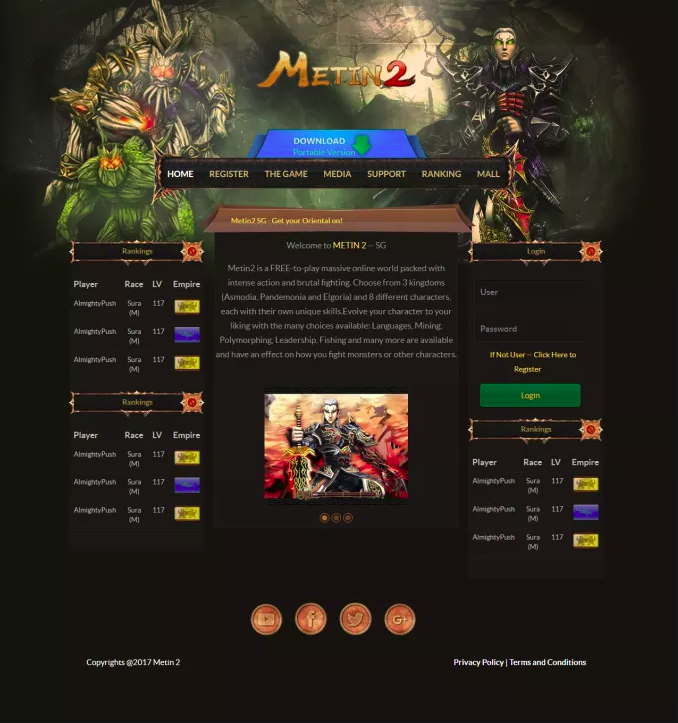 METIN2
DOWNLOAD
Portable Version
HOME REGISTER THE GAME MEDIA SUPPORT RANKING MALL
Metin2 SG - Get your Oriental on!
Rankings
Player Race LV Empire
AlmightyPush Sura (M) 117
AlmightyPush Sura (M) 117
AlmightyPush Sura (M) 117
Rankings
Player Race LV Empire
AlmightyPush Sura (M) 117
AlmightyPush Sura (M) 117
AlmightyPush Sura (M) 117
Welcome to METIN 2 -- SG
Metin2 is a FREE-to-play massive online world packed with
intense action and brutal fighting. Choose from 3 kingdoms
(Asmodia, Pandemonia and Elgoria) and 8 different characters,
each with their own unique skills.Evolve your character to your
liking with the many choices available: Languages, Mining,
Polymorphing, Leadership, Fishing and many more are available
and have an effect on how you fight monsters or other characters.
Login
User
Password
If Not User -- Click Here to
Register
Login
Rankings
Player Race LV Empire
AlmightyPush Sura (M) 117
AlmightyPush Sura (M) 117
AlmightyPush Sura (M) 117
G+
Copyrights @2017 Metin 2
Privacy Policy | Terms and Conditions